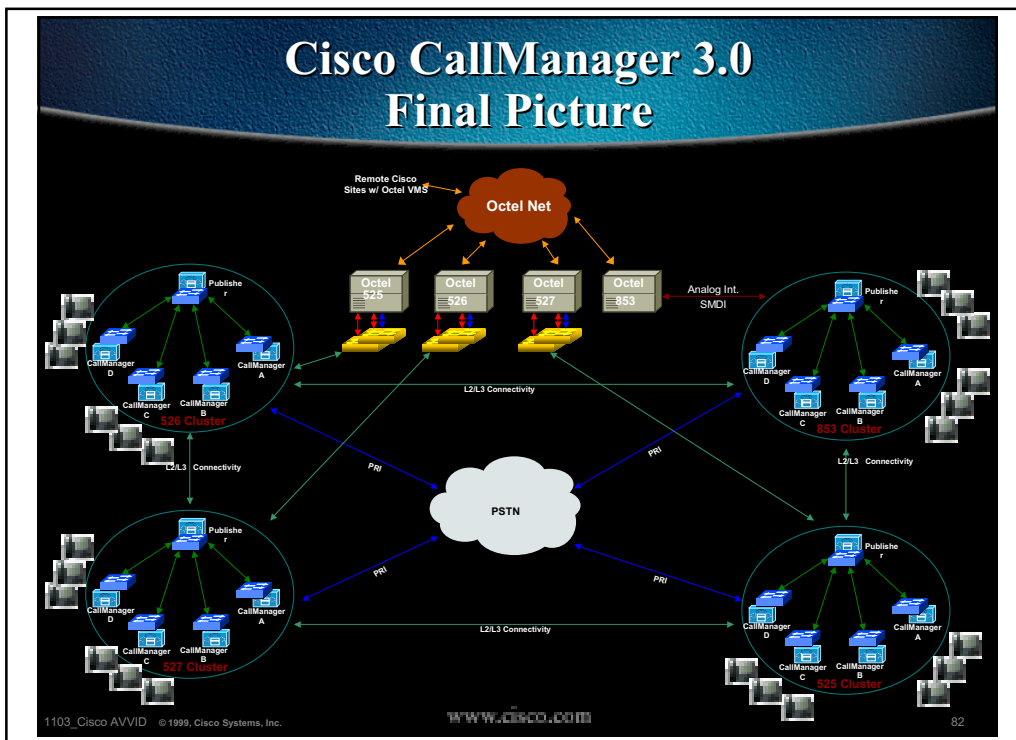 Cisco CallManager 3.0
Final Picture
Remote Cisco
Sites w/ Octel VMS
Octel Net
Octel
525
Octel
526
Octel
527
Octel
853
Analog Int.
SMDI
Publishe
r
CallManager
D
CallManager
A
CallManager
C
CallManager
B
526 Cluster
Publishe
r
CallManager
D
CallManager
A
CallManager
C
CallManager
B
853 Cluster
L2/L3 Connectivity
L2/L3 Connectivity
L2/L3 Connectivity
PRI
PRI
PSTN
PRI
PRI
Publishe
r
CallManager
D
CallManager
A
CallManager
C
CallManager
B
527 Cluster
L2/L3 Connectivity
Publishe
r
CallManager
D
CallManager
A
CallManager
C
CallManager
B
525 Cluster
1103_Cisco AVVID © 1999, Cisco Systems, Inc.
www.cisco.com
82